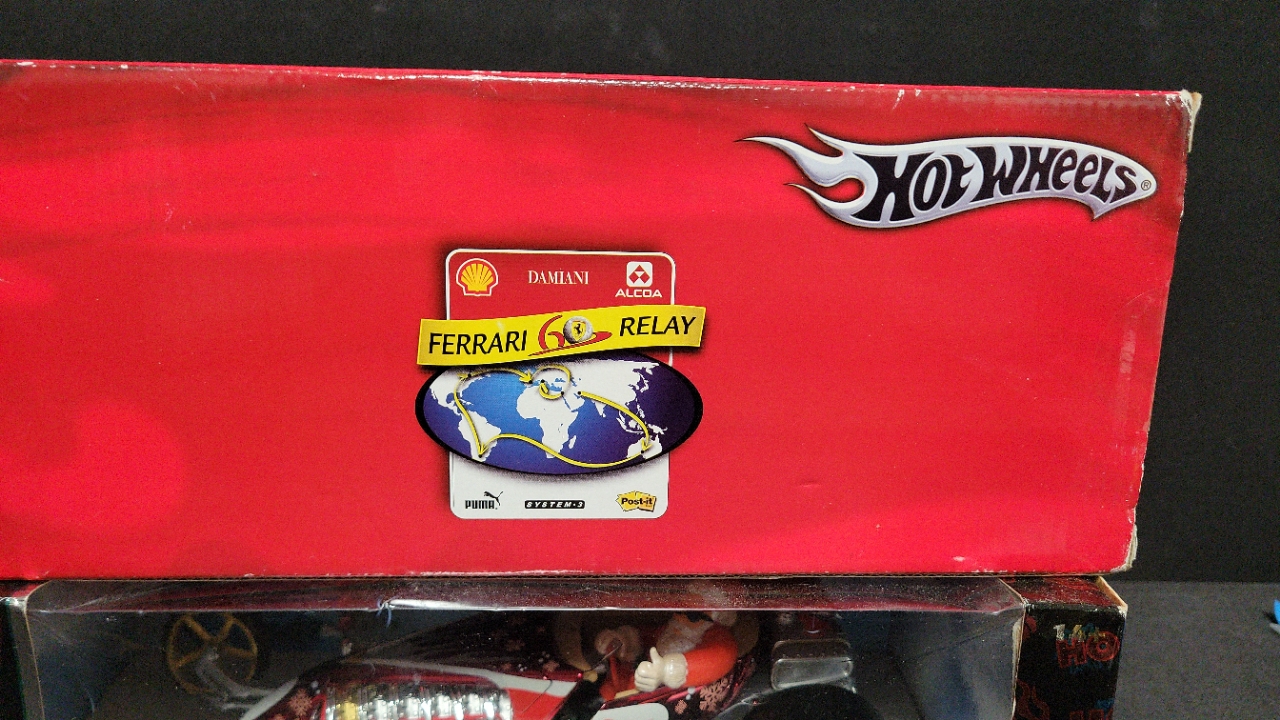 HOT WHEELS®
DAMIANI
ALCOA
FERRARI 60 RELAY
PUMA
SYSTEM•3
Post-it